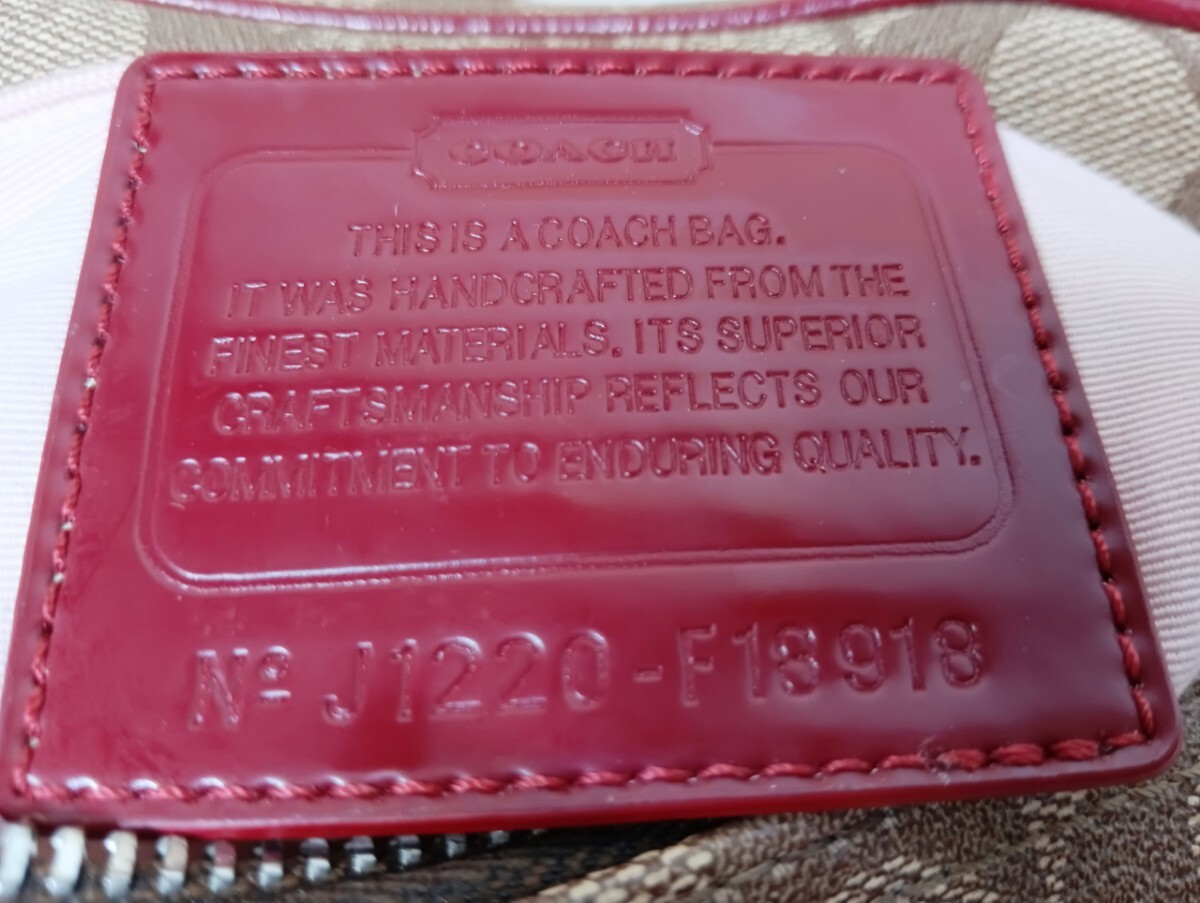 COACH
THIS IS A COACH BAG.
IT WAS HANDCRAFTED FROM THE
FINEST MATERIALS. ITS SUPERIOR
CRAFTSMANSHIP REFLECTS OUR
COMMITMENT TO ENDURING QUALITY.
Nº J1220-F18918